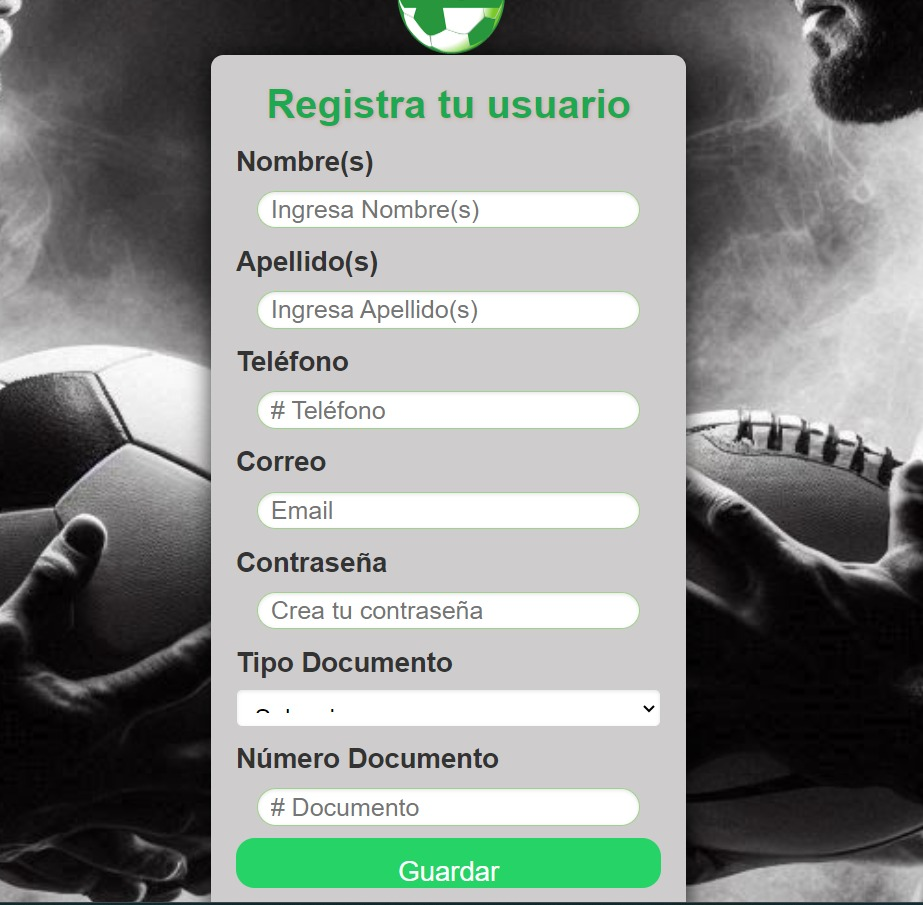 Registra tu usuario
Nombre(s)
Ingresa Nombre(s)
Apellido(s)
Ingresa Apellido(s)
Teléfono
# Teléfono
Correo
Email
Contraseña
Crea tu contraseña
Tipo Documento
Número Documento
# Documento
Guardar